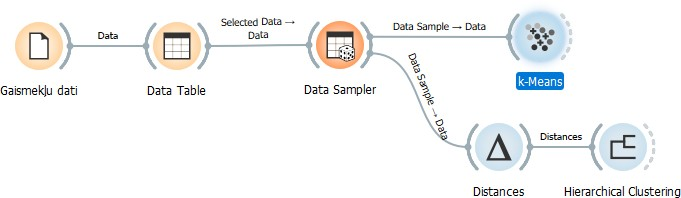 Data
Selected Data →
Data
Data Sample → Data
Data Sample → Data
Gaismekļu dati
Data Table
Data Sampler
k-Means
Distances
Distances
Hierarchical Clustering